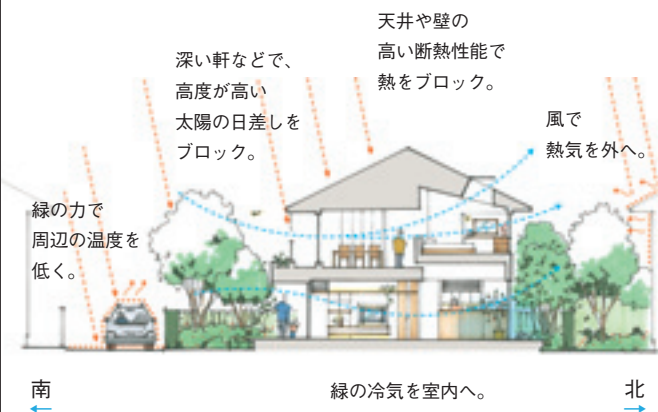 天井や壁の
高い断熱性能で
熱をブロック。
深い軒などで、
高度が高い
太陽の日差しを
ブロック。
風で
熱気を外へ。
緑の力で
周辺の温度を
低く。
南
緑の冷気を室内へ。
北